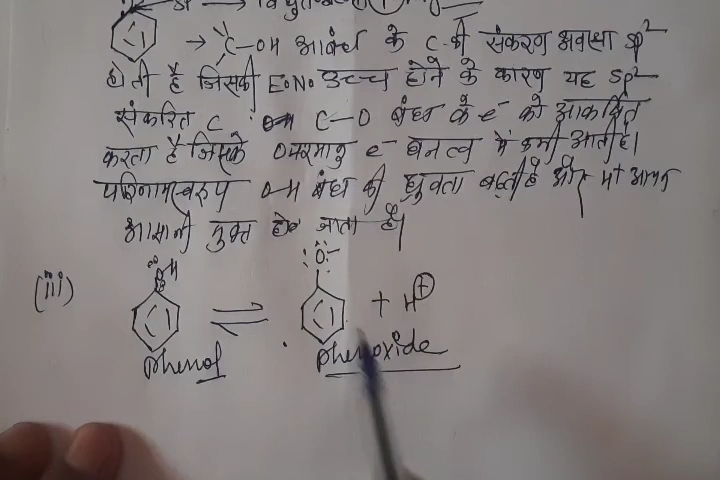 → C-OH आबंध के C की संकरण अवस्था sp²
होती है जिसकी E.N. उच्च होने के कारण यह sp²
संकरित C C-O बंध के e⁻ को आकर्षित
करता है जिसके O परमाणु e⁻ घनत्व में कमी आती है।
परिणामस्वरूप O-H बंध की ध्रुवता बढ़ती है और H⁺ आयन
आसानी मुक्त हो जाता है।
(iii) :Ö:⁻ + H⊕
Phenol phenoxide